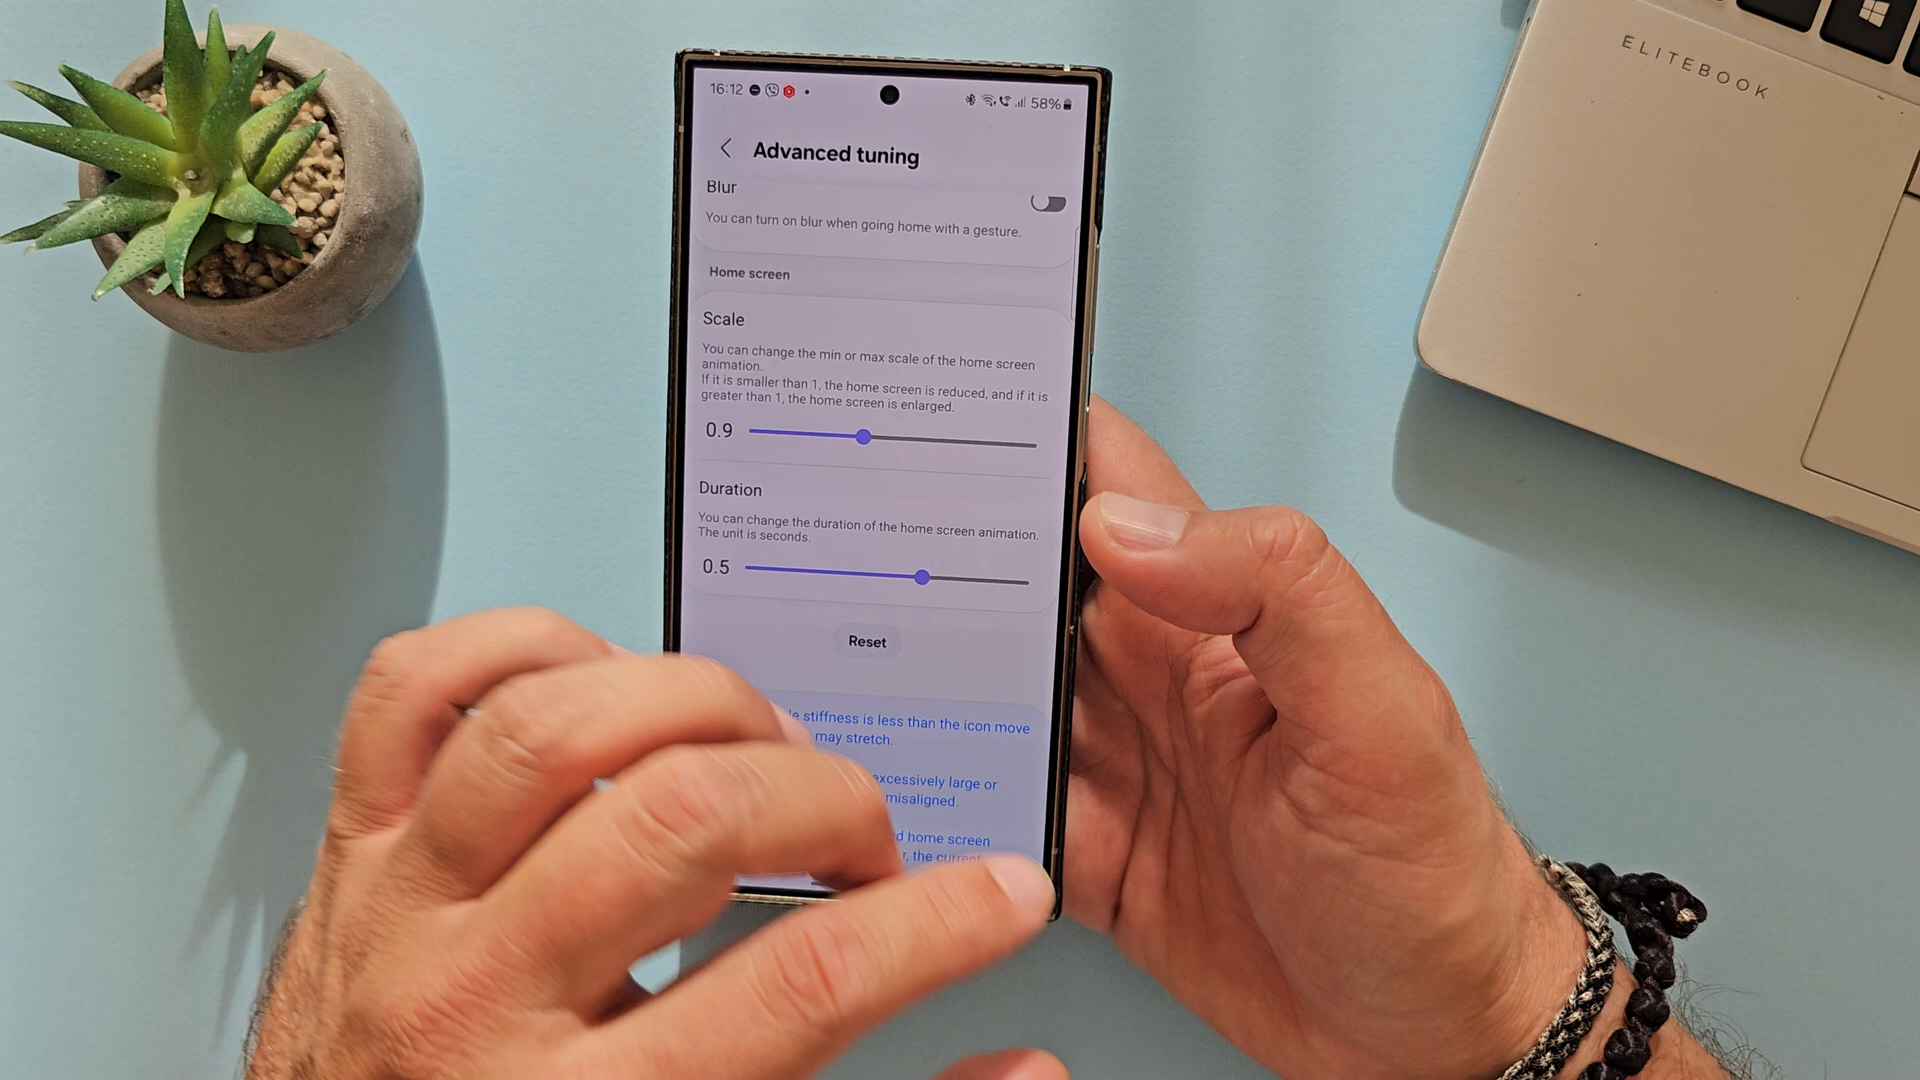 ELITEBOOK
16:12
58%
Advanced tuning
Blur
You can turn on blur when going home with a gesture.
Home screen
Scale
You can change the min or max scale of the home screen
animation.
If it is smaller than 1, the home screen is reduced, and if it is
greater than 1, the home screen is enlarged.
0.9
Duration
You can change the duration of the home screen animation.
The unit is seconds.
0.5
Reset
stiffness is less than the icon move
may stretch.
excessively large or
misaligned.
home screen
the current